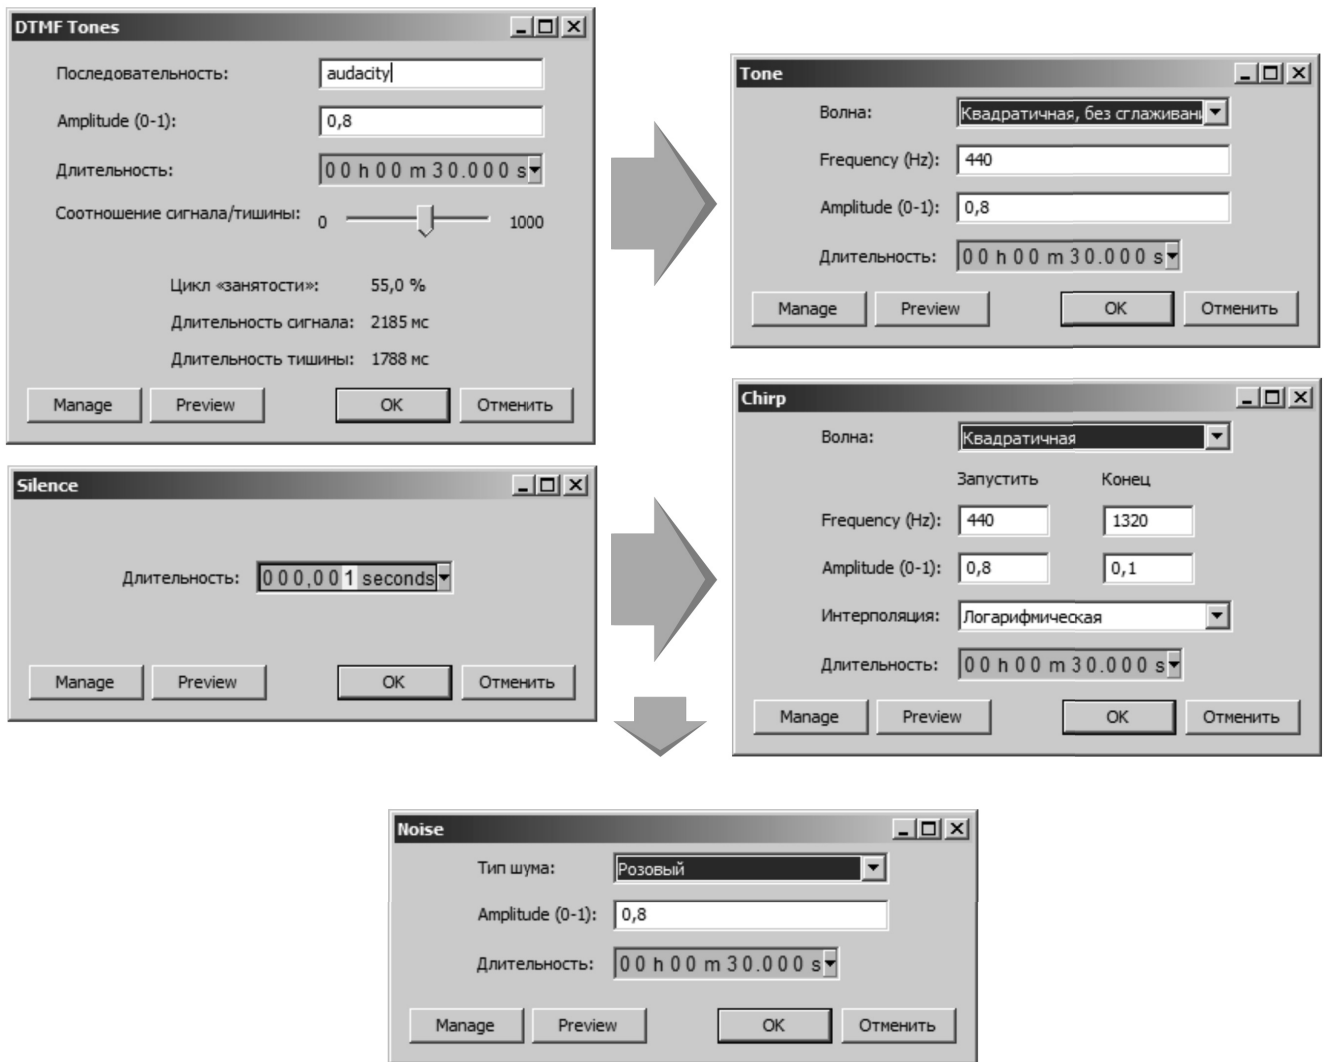 DTMF Tones
Последовательность: audacity
Amplitude (0-1): 0,8
Длительность: 00 h 00 m 30.000 s
Соотношение сигнала/тишины: 0 1000
Цикл «занятости»: 55,0 %
Длительность сигнала: 2185 мс
Длительность тишины: 1788 мс
Manage Preview OK Отменить
Tone
Волна: Квадратичная, без сглаживани
Frequency (Hz): 440
Amplitude (0-1): 0,8
Длительность: 00 h 00 m 30.000 s
Manage Preview OK Отменить
Silence
Длительность: 000,001 seconds
Manage Preview OK Отменить
Chirp
Волна: Квадратичная
Запустить Конец
Frequency (Hz): 440 1320
Amplitude (0-1): 0,8 0,1
Интерполяция: Логарифмическая
Длительность: 00 h 00 m 30.000 s
Manage Preview OK Отменить
Noise
Тип шума: Розовый
Amplitude (0-1): 0,8
Длительность: 00 h 00 m 30.000 s
Manage Preview OK Отменить